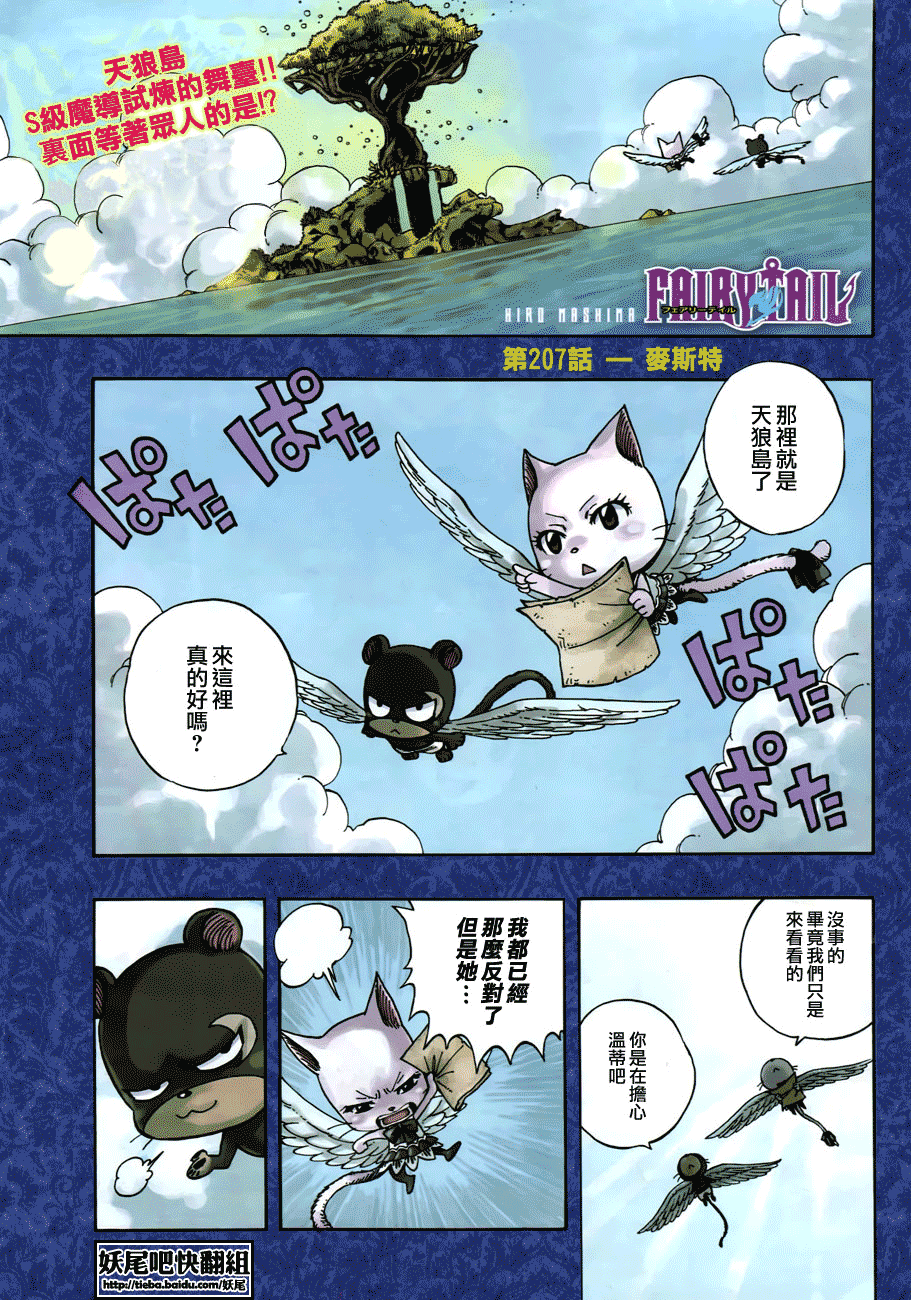 天狼島
S級魔導試煉的舞臺!!
裏面等著眾人的是!?
HIRO MASHIMA
FAIRY TAIL
フェアリーテイル
第207話 — 麥斯特
那裡就是
天狼島了
ぱたぱた
ぱた
ぱた
來這裡
真的好嗎?
沒事的
畢竟我們只是
來看看的
你是在擔心
溫蒂吧
我都已經
那麼反對了
但是她…
妖尾吧快翻組
http://tieba.baidu.com/妖尾